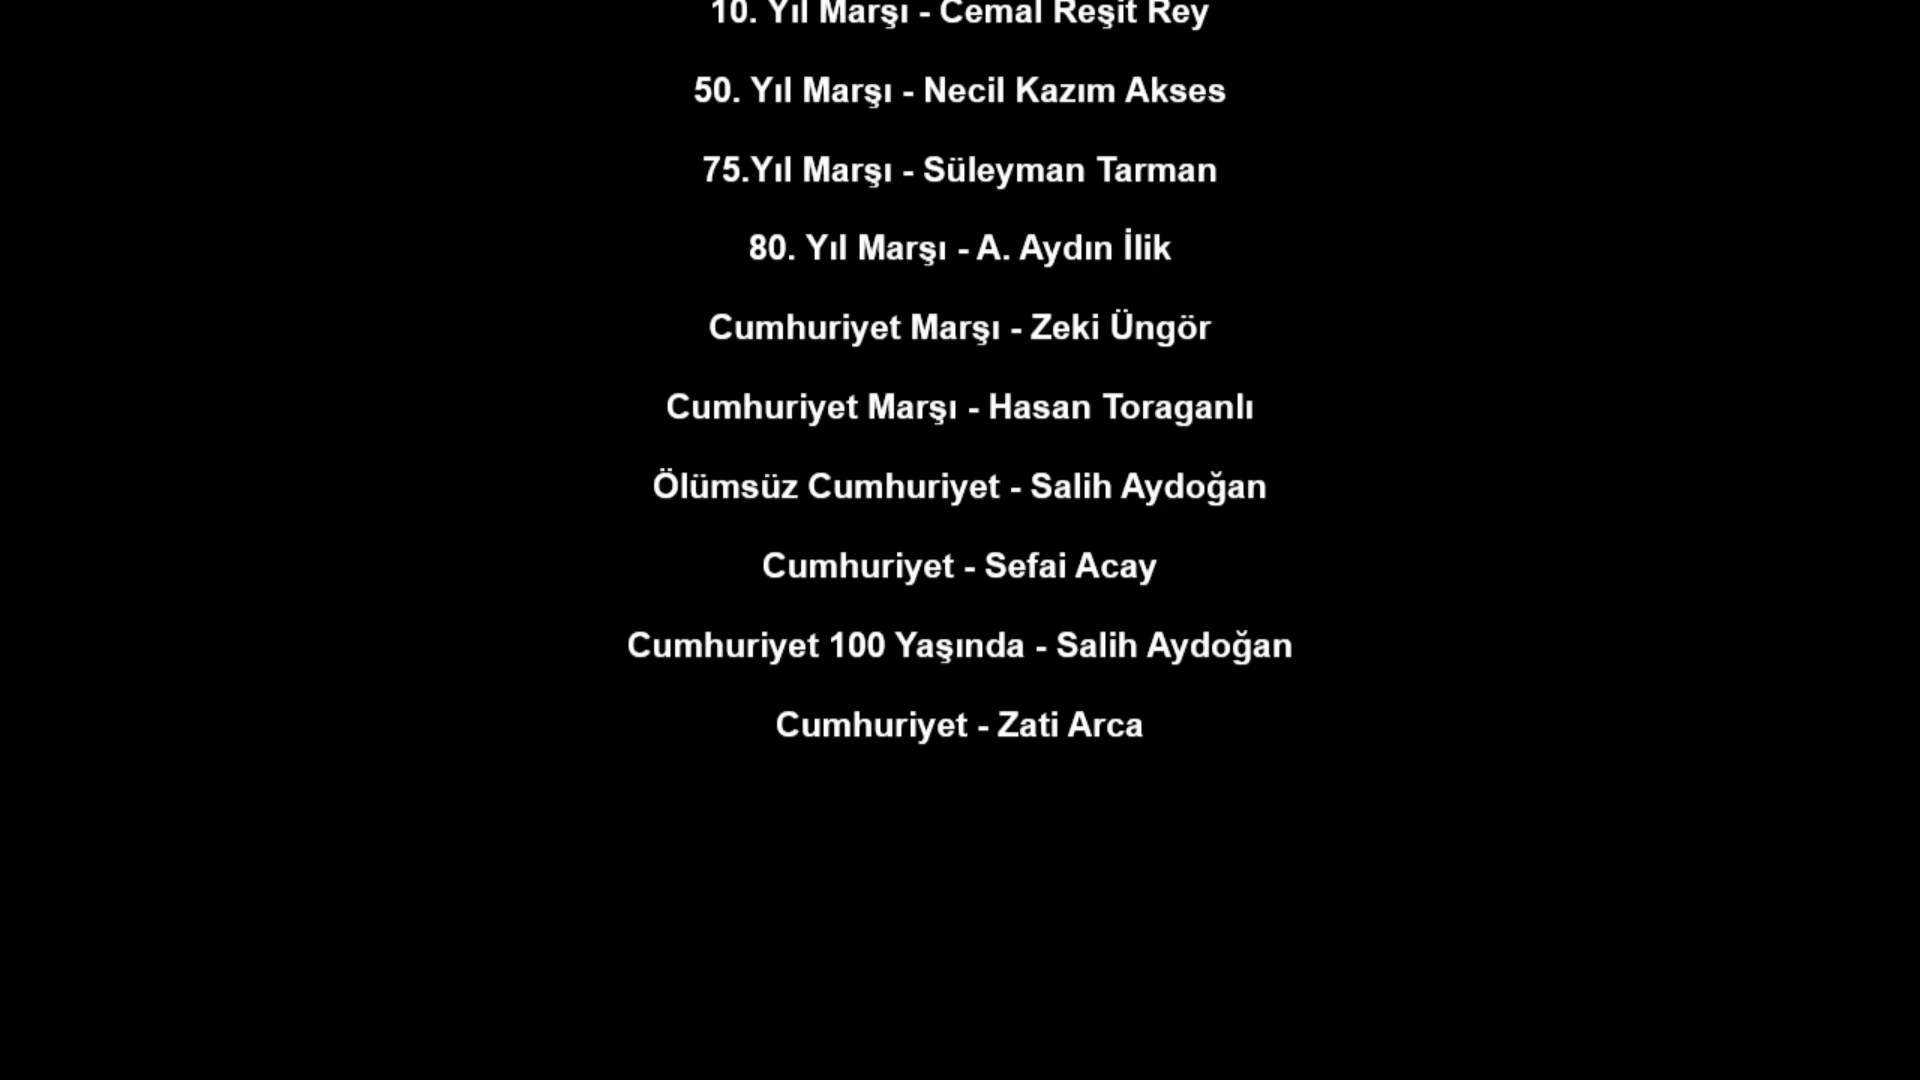 10. Yıl Marşı - Cemal Reşit Rey
50. Yıl Marşı - Necil Kazım Akses
75.Yıl Marşı - Süleyman Tarman
80. Yıl Marşı - A. Aydın İlik
Cumhuriyet Marşı - Zeki Üngör
Cumhuriyet Marşı - Hasan Toraganlı
Ölümsüz Cumhuriyet - Salih Aydoğan
Cumhuriyet - Sefai Acay
Cumhuriyet 100 Yaşında - Salih Aydoğan
Cumhuriyet - Zati Arca